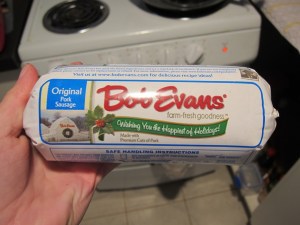 Visit us at www.bobevans.com for delicious recipe ideas!
Original
Pork
Sausage
Bob Evans
farm-fresh goodness
Wishing You the Happiest of Holidays!
Made with
Premium Cuts of Pork
SAFE HANDLING INSTRUCTIONS